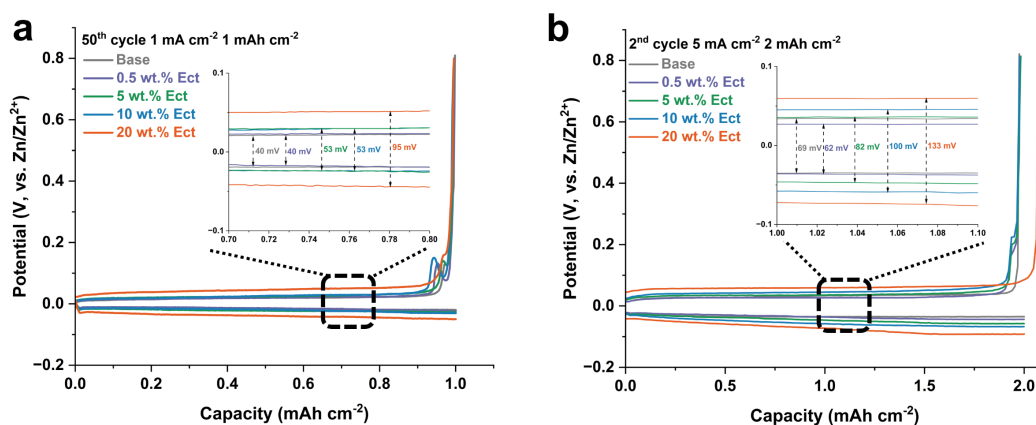 a
50th cycle 1 mA cm−2 1 mAh cm−2
Base
0.5 wt.% Ect
5 wt.% Ect
10 wt.% Ect
20 wt.% Ect
0.1
0.0
−0.1
40 mV
40 mV
53 mV
53 mV
95 mV
0.70 0.72 0.74 0.76 0.78 0.80
0.8
0.6
0.4
0.2
0.0
−0.2
0.0 0.2 0.4 0.6 0.8 1.0
Potential (V, vs. Zn/Zn2+)
Capacity (mAh cm−2)
b
2nd cycle 5 mA cm−2 2 mAh cm−2
Base
0.5 wt.% Ect
5 wt.% Ect
10 wt.% Ect
20 wt.% Ect
0.1
0.0
−0.1
69 mV
62 mV
82 mV
100 mV
133 mV
1.00 1.02 1.04 1.06 1.08 1.10
0.8
0.6
0.4
0.2
0.0
−0.2
0.0 0.5 1.0 1.5 2.0
Potential (V, vs. Zn/Zn2+)
Capacity (mAh cm−2)